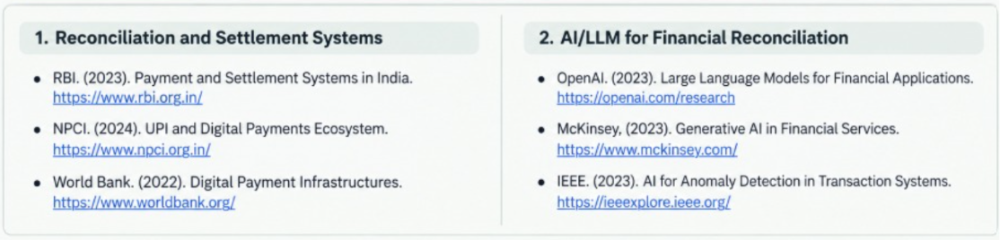 1. Reconciliation and Settlement Systems
• RBI. (2023). Payment and Settlement Systems in India.
https://www.rbi.org.in/
• NPCI. (2024). UPI and Digital Payments Ecosystem.
https://www.npci.org.in/
• World Bank. (2022). Digital Payment Infrastructures.
https://www.worldbank.org/
2. AI/LLM for Financial Reconciliation
• OpenAI. (2023). Large Language Models for Financial Applications.
https://openai.com/research
• McKinsey, (2023). Generative AI in Financial Services.
https://www.mckinsey.com/
• IEEE. (2023). AI for Anomaly Detection in Transaction Systems.
https://ieeexplore.ieee.org/